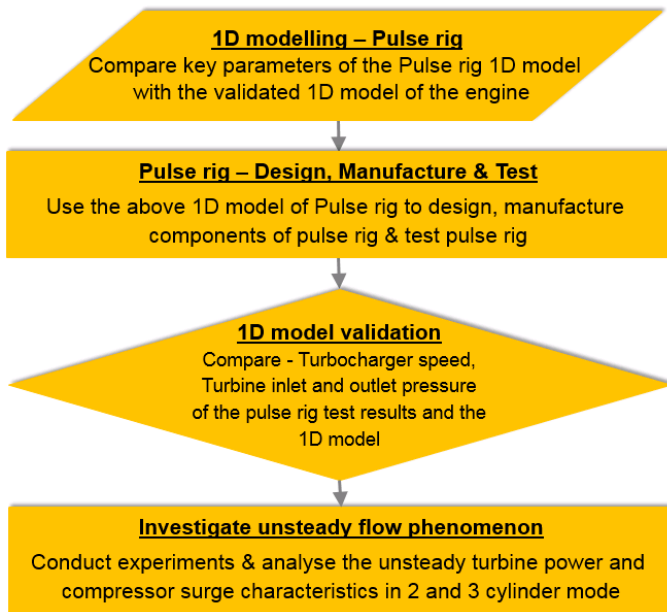 1D modelling – Pulse rig
Compare key parameters of the Pulse rig 1D model
with the validated 1D model of the engine
Pulse rig – Design, Manufacture & Test
Use the above 1D model of Pulse rig to design, manufacture
components of pulse rig & test pulse rig
1D model validation
Compare - Turbocharger speed,
Turbine inlet and outlet pressure
of the pulse rig test results and the
1D model
Investigate unsteady flow phenomenon
Conduct experiments & analyse the unsteady turbine power and
compressor surge characteristics in 2 and 3 cylinder mode